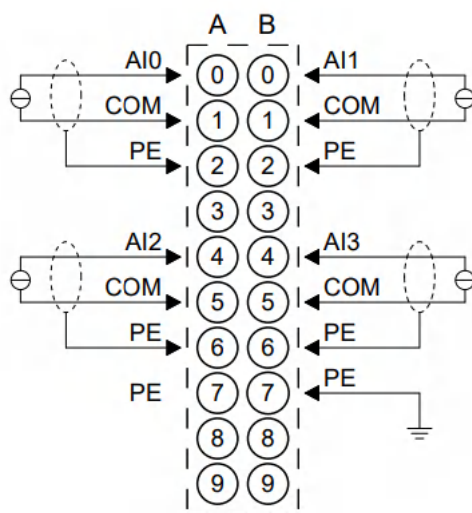 A B
AI0 0 0 AI1
COM 1 1 COM
PE 2 2 PE
3 3
AI2 4 4 AI3
COM 5 5 COM
PE 6 6 PE
PE 7 7 PE
8 8
9 9